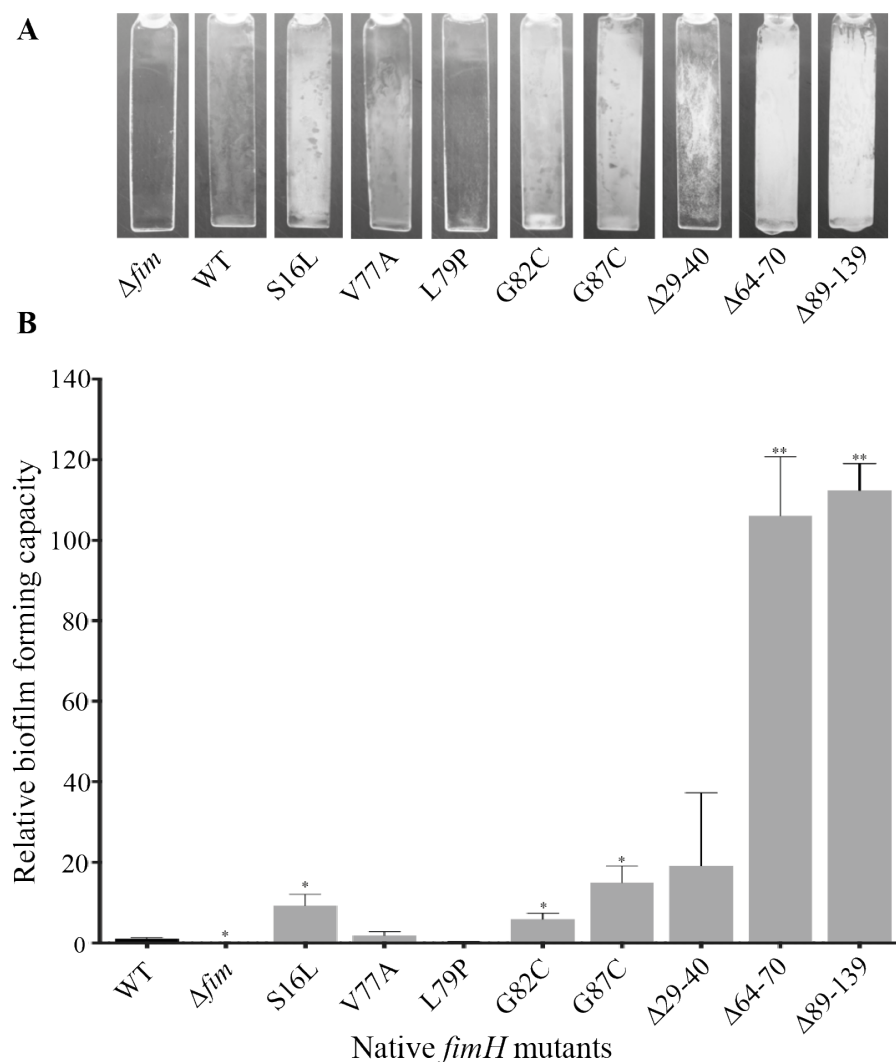 A
Δfim WT S16L V77A L79P G82C G87C Δ29-40 Δ64-70 Δ89-139
B
Relative biofilm forming capacity
140
120
100
80
60
40
20
0
* * * * ** **
WT Δfim S16L V77A L79P G82C G87C Δ29-40 Δ64-70 Δ89-139
Native fimH mutants